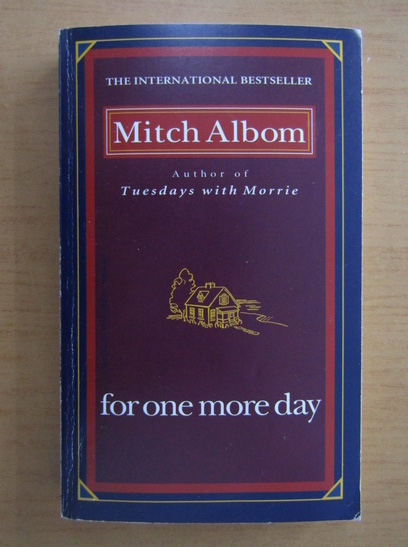 THE INTERNATIONAL BESTSELLER
Mitch Albom
Author of
Tuesdays with Morrie
for one more day